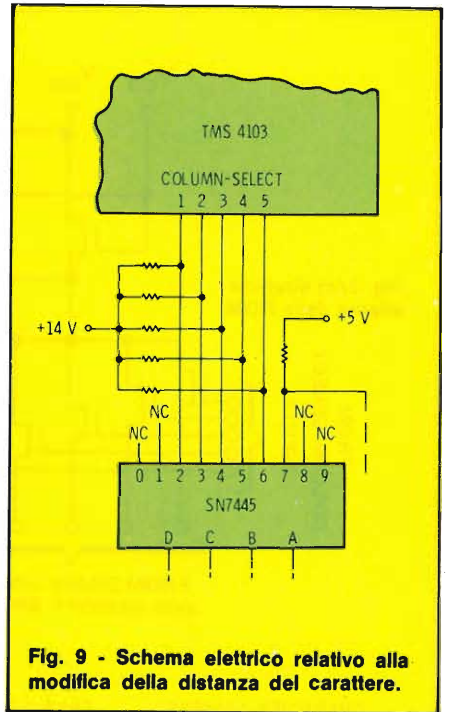 TMS 4103
COLUMN-SELECT
1 2 3 4 5
+14 V
+5 V
NC
NC
NC
NC
0 1 2 3 4 5 6 7 8 9
SN7445
D C B A
Fig. 9 - Schema elettrico relativo alla
modifica della distanza del carattere.